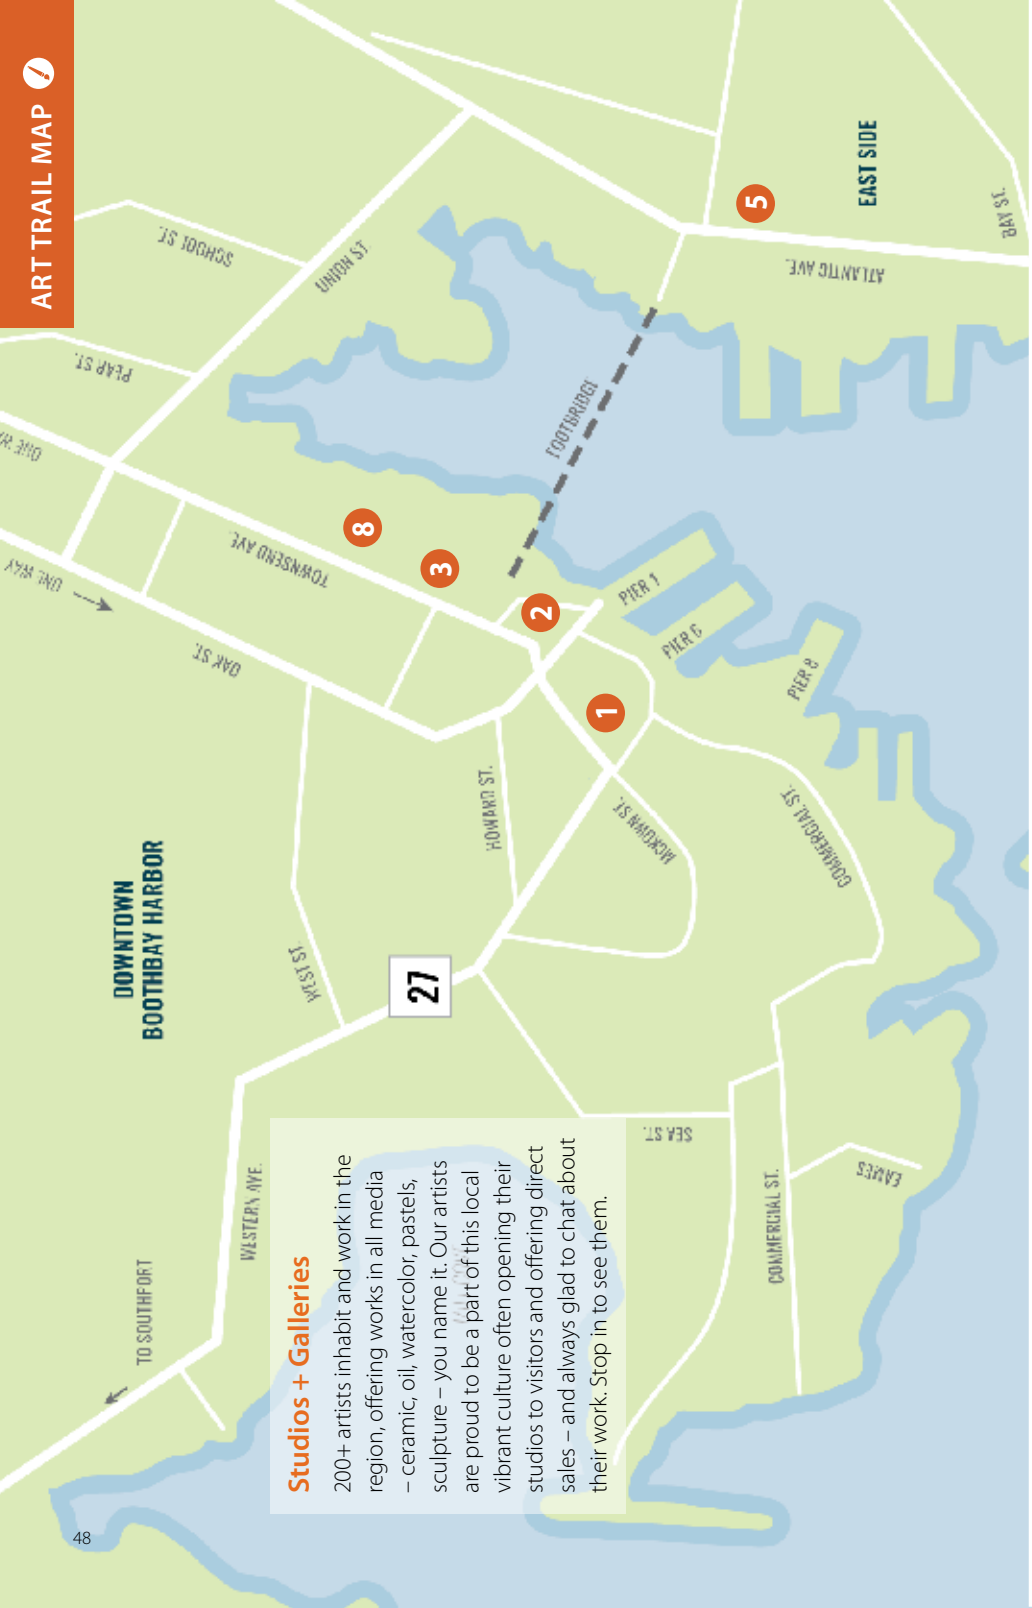 ART TRAIL MAP
SCHOOL ST.
UNION ST.
PEAR ST.
EAST SIDE
BAY ST.
ATLANTIC AVE.
5
FOOTBRIDGE
ONE WAY
TOWNSEND AVE.
8
3
2
1
OAK ST.
PIER 1
PIER 6
PIER 8
HOWARD ST.
MCKOWN ST.
COMMERCIAL ST.
DOWNTOWN
BOOTHBAY HARBOR
WEST ST.
27
SEA ST.
COMMERCIAL ST.
EAMES
WESTERN AVE.
TO SOUTHPORT
Studios + Galleries
200+ artists inhabit and work in the
region, offering works in all media
– ceramic, oil, watercolor, pastels,
sculpture – you name it. Our artists
are proud to be a part of this local
vibrant culture often opening their
studios to visitors and offering direct
sales – and always glad to chat about
their work. Stop in to see them.
48